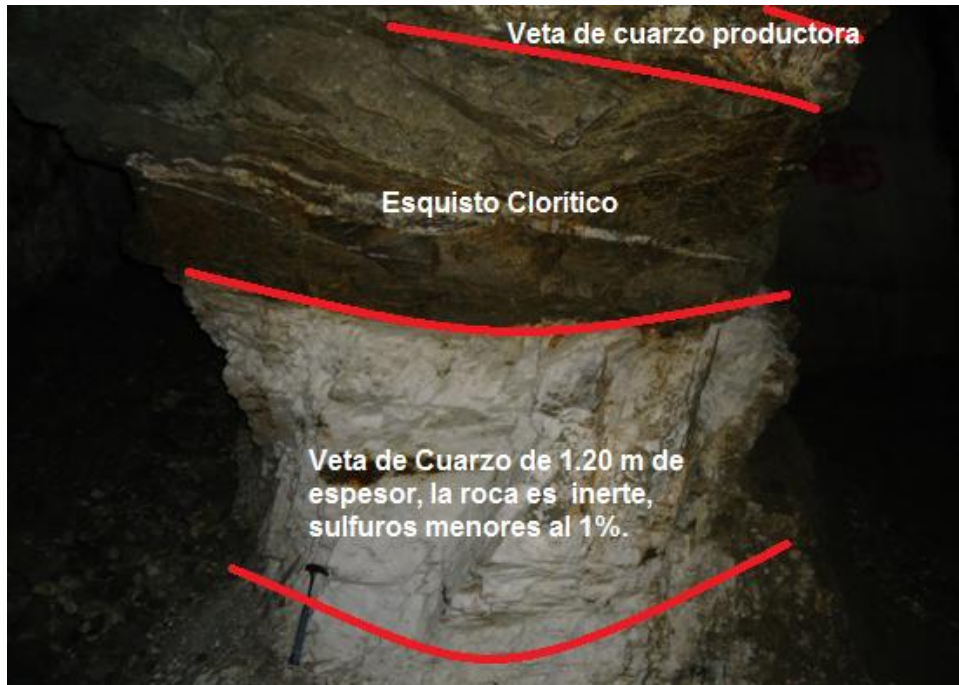 Veta de cuarzo productora
Esquisto Clorítico
Veta de Cuarzo de 1.20 m de
espesor, la roca es  inerte,
sulfuros menores al 1%.